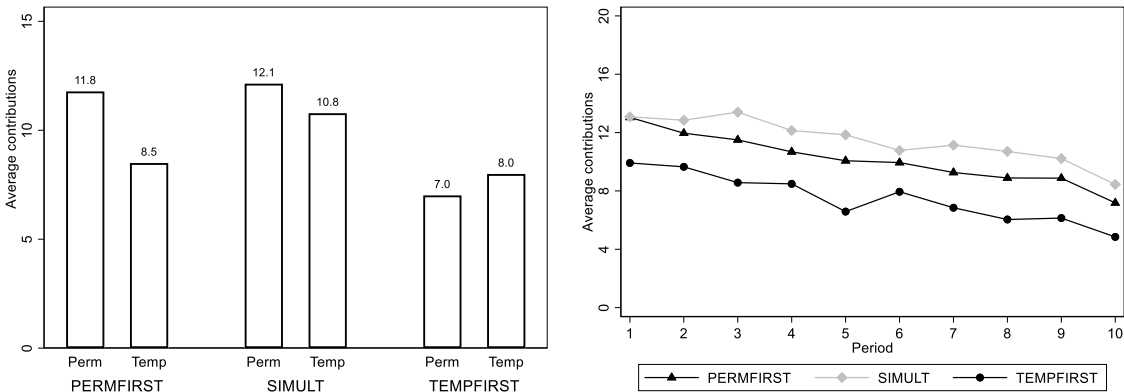 Average contributions
15
10
5
0
11.8
8.5
12.1
10.8
7.0
8.0
Perm Temp Perm Temp Perm Temp
PERMFIRST SIMULT TEMPFIRST
Average contributions
20
16
12
8
4
0
1 2 3 4 5 6 7 8 9 10
Period
PERMFIRST SIMULT TEMPFIRST